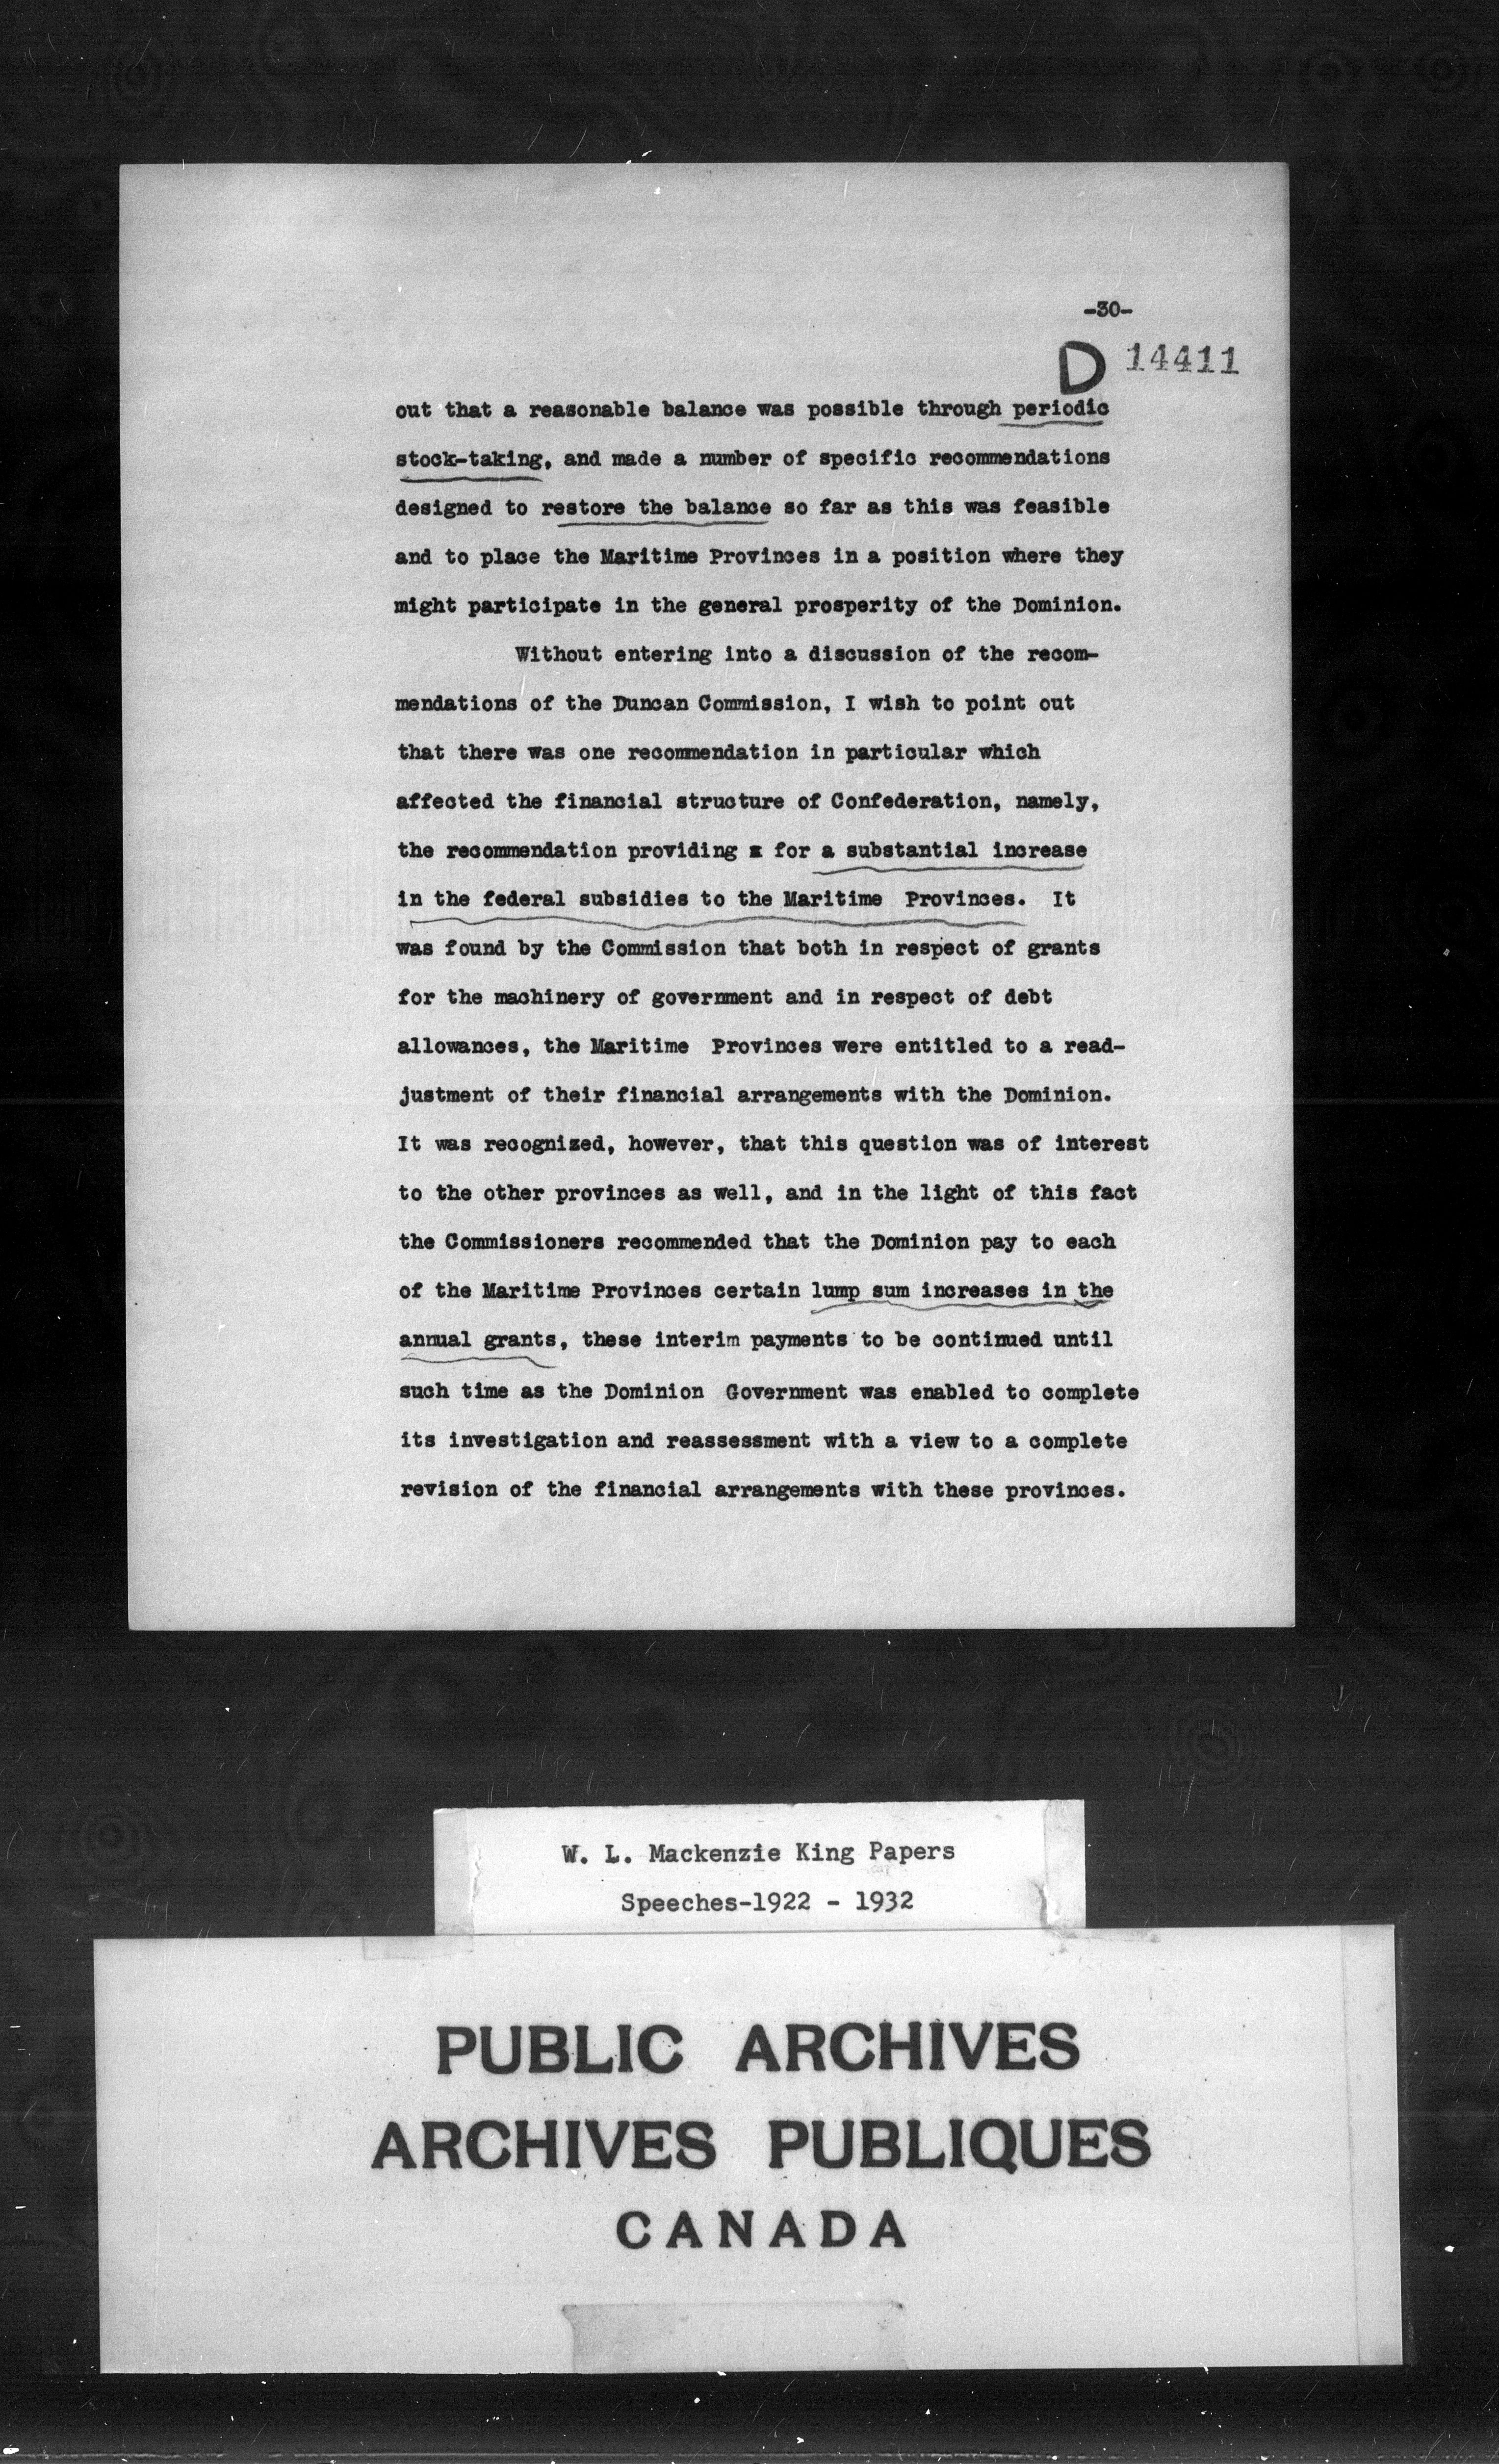 -30-
D 14411
out that a reasonable balance was possible through periodic
stock-taking, and made a number of specific recommendations
designed to restore the balance so far as this was feasible
and to place the Maritime Provinces in a position where they
might participate in the general prosperity of the Dominion.
Without entering into a discussion of the recom-
mendations of the Duncan Commission, I wish to point out
that there was one recommendation in particular which
affected the financial structure of Confederation, namely,
the recommendation providing x for a substantial increase
in the federal subsidies to the Maritime Provinces. It
was found by the Commission that both in respect of grants
for the machinery of government and in respect of debt
allowances, the Maritime Provinces were entitled to a read-
justment of their financial arrangements with the Dominion.
It was recognized, however, that this question was of interest
to the other provinces as well, and in the light of this fact
the Commissioners recommended that the Dominion pay to each
of the Maritime Provinces certain lump sum increases in the
annual grants, these interim payments to be continued until
such time as the Dominion Government was enabled to complete
its investigation and reassessment with a view to a complete
revision of the financial arrangements with these provinces.
W. L. Mackenzie King Papers
Speeches-1922 - 1932
PUBLIC ARCHIVES
ARCHIVES PUBLIQUES
CANADA